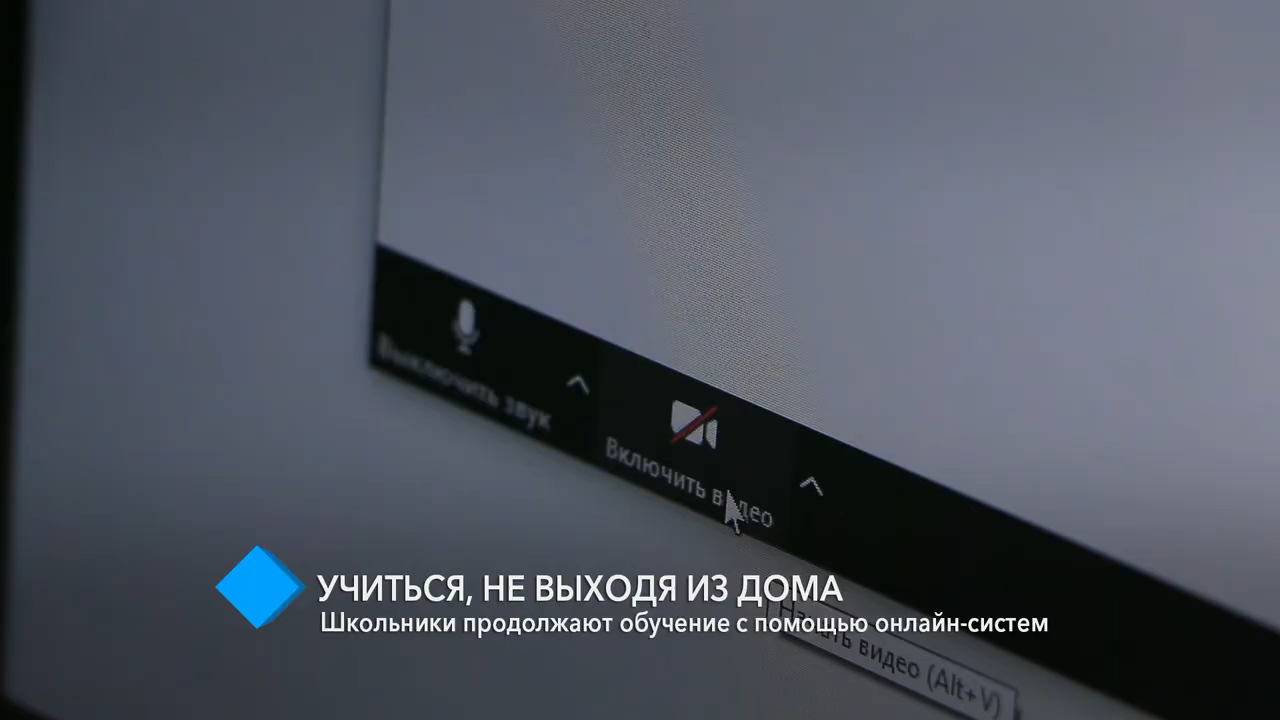 Выключить звук
Включить видео
УЧИТЬСЯ, НЕ ВЫХОДЯ ИЗ ДОМА
Школьники продолжают обучение с помощью онлайн-систем
Начать видео (Alt+V)